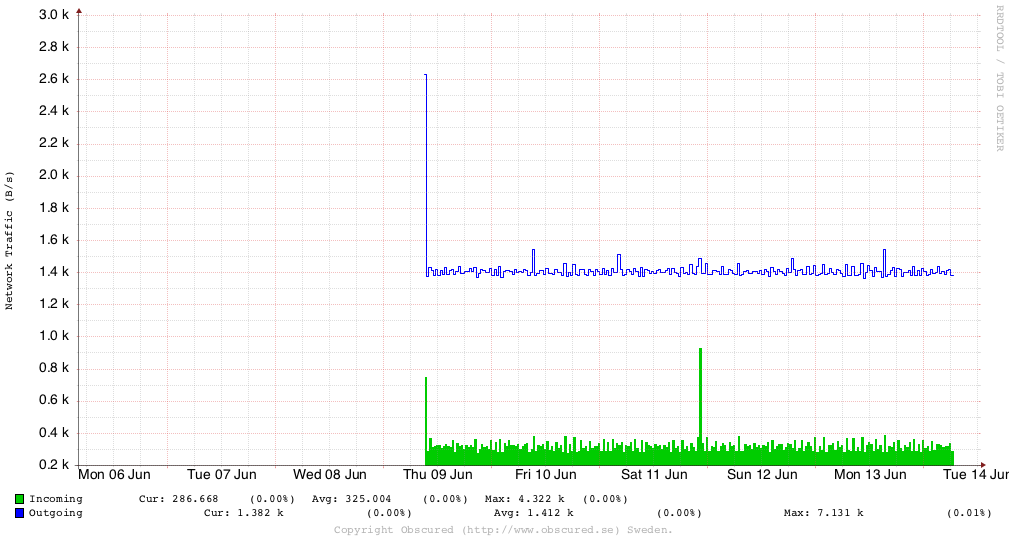 3.0 k
2.8 k
2.6 k
2.4 k
2.2 k
2.0 k
1.8 k
1.6 k
1.4 k
1.2 k
1.0 k
0.8 k
0.6 k
0.4 k
0.2 k
Network Traffic (B/s)
RRDTOOL / TOBI OETIKER
Mon 06 Jun Tue 07 Jun Wed 08 Jun Thu 09 Jun Fri 10 Jun Sat 11 Jun Sun 12 Jun Mon 13 Jun Tue 14 Jun
Incoming Cur: 286.668 (0.00%) Avg: 325.004 (0.00%) Max: 4.322 k (0.00%)
Outgoing Cur: 1.382 k (0.00%) Avg: 1.412 k (0.00%) Max: 7.131 k (0.01%)
Copyright Obscured (http://www.obscured.se) Sweden.